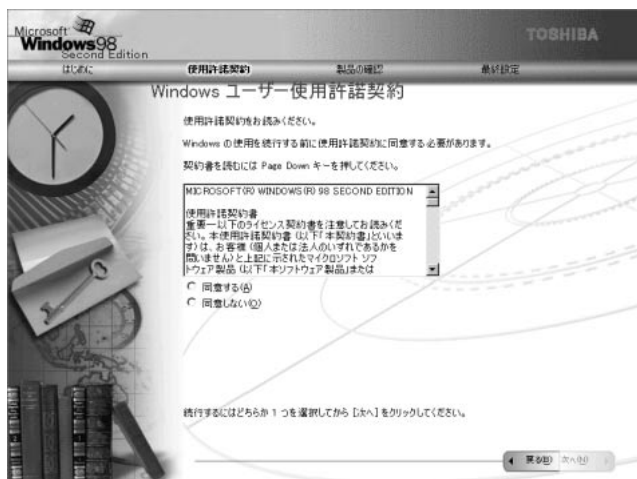 Microsoft
Windows98
Second Edition
TOSHIBA
はじめに 使用許諾契約 製品の確認 最終設定
Windows ユーザー使用許諾契約
使用許諾契約をお読みください。
Windows の使用を続行する前に使用許諾契約に同意する必要があります。
契約書を読むには Page Down キーを押してください。
MICROSOFT(R) WINDOWS(R) 98 SECOND EDITION
使用許諾契約書
重要－以下のライセンス契約書を注意してお読みくだ
さい。本使用許諾契約書（以下「本契約書」といいま
す）は、お客様（個人または法人のいずれであるかを
問いません）と上記に示されたマイクロソフト ソフ
トウェア製品（以下「本ソフトウェア製品」または
同意する(A)
同意しない(O)
続行するにはどちらか 1 つを選択してから [次へ] をクリックしてください。
戻る(B) 次へ(N)